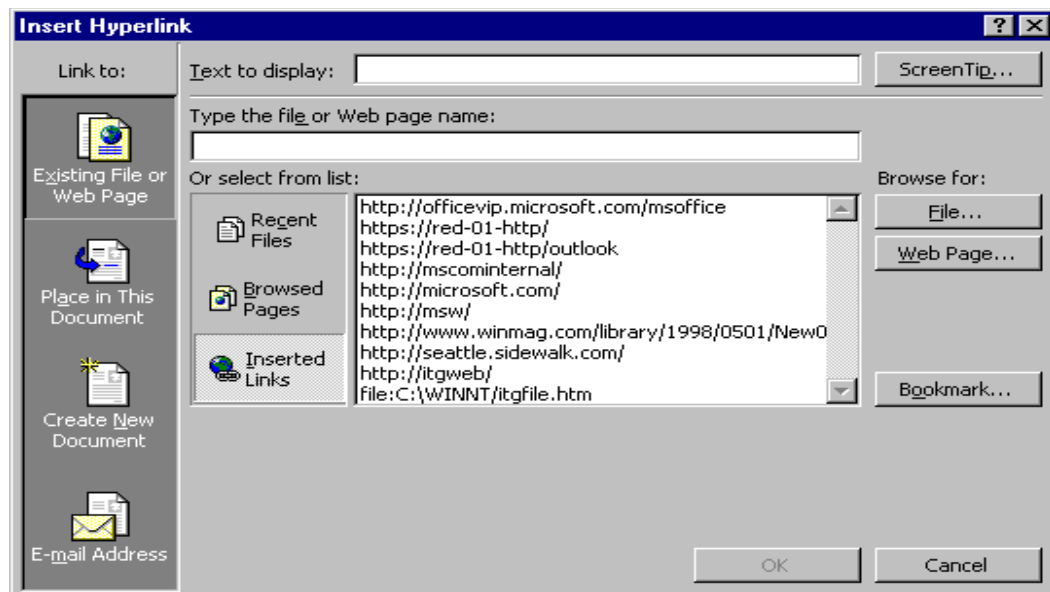 Insert Hyperlink
Link to:
Text to display:
ScreenTip...
Existing File or
Web Page
Place in This
Document
Create New
Document
E-mail Address
Type the file or Web page name:
Or select from list:
Recent
Files
Browsed
Pages
Inserted
Links
http://officevip.microsoft.com/msoffice
https://red-01-http/
https://red-01-http/outlook
http://mscominternal/
http://microsoft.com/
http://msw/
http://www.winmag.com/library/1998/0501/New0
http://seattle.sidewalk.com/
http://itgweb/
file:C:\WINNT/itgfile.htm
Browse for:
File...
Web Page...
Bookmark...
OK
Cancel